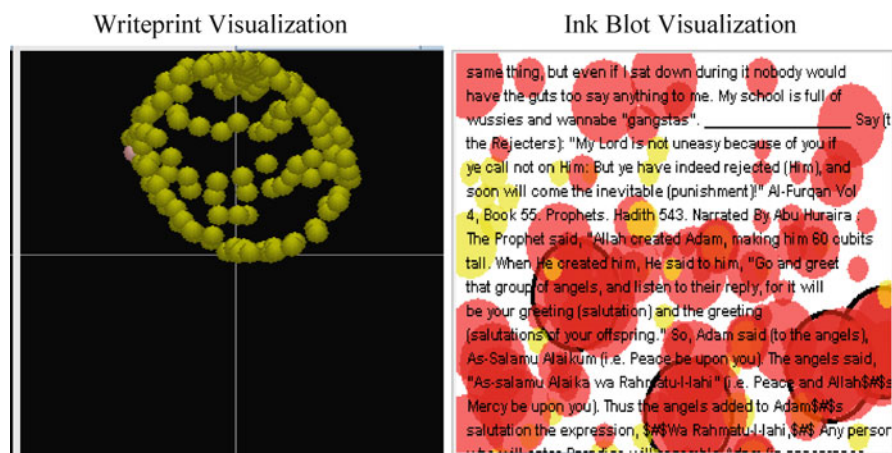 Writeprint Visualization
Ink Blot Visualization
same thing, but even if I sat down during it nobody would
have the guts too say anything to me. My school is full of
wussies and wannabe "gangstas". _______________ Say (t
the Rejecters): "My Lord is not uneasy because of you if
ye call not on Him: But ye have indeed rejected (Him), and
soon will come the inevitable (punishment)!" Al-Furqan Vol
4, Book 55. Prophets. Hadith 543. Narrated By Abu Huraira :
The Prophet said, "Allah created Adam, making him 60 cubits
tall. When He created him, He said to him, "Go and greet
that group of angels, and listen to their reply, for it will
be your greeting (salutation) and the greeting
(salutations of your offspring." So, Adam said (to the angels),
As-Salamu Alaikum (i.e. Peace be upon you). The angels said,
"As-salamu Alaika wa Rahmatu-l-lahi" (i.e. Peace and Allah$#$s
Mercy be upon you). Thus the angels added to Adam$#$s
salutation the expression, $#$Wa Rahmatu-l-lahi,$#$ Any person